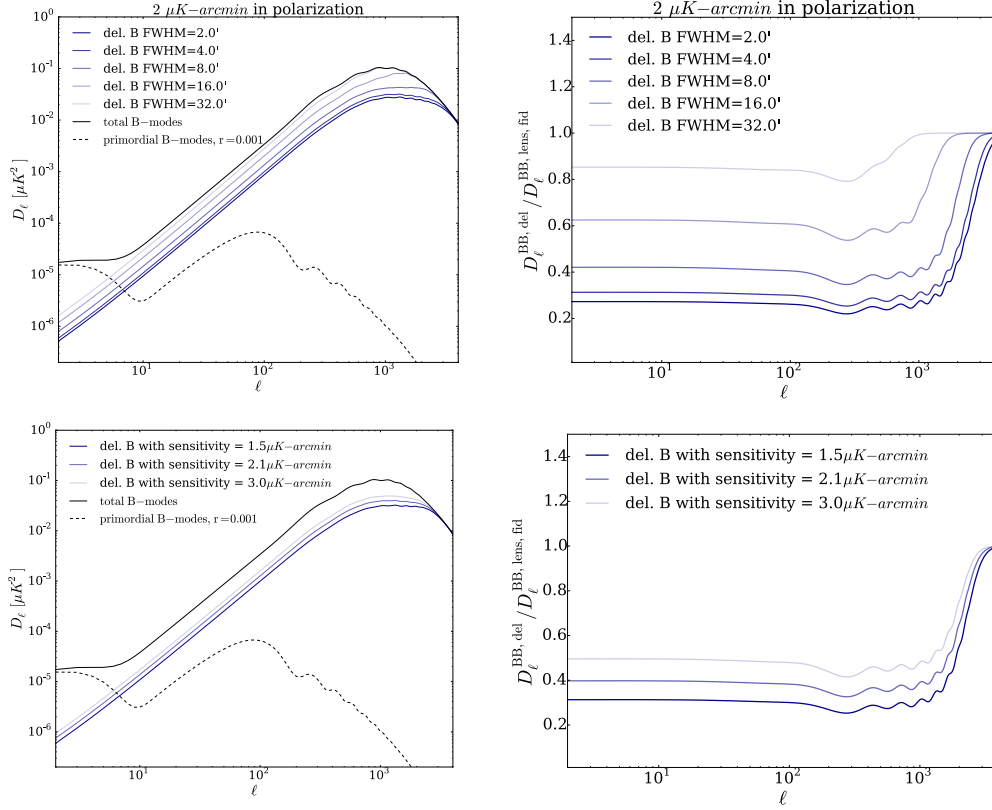 2 μK−arcmin in polarization
10^0
10^-1
10^-2
10^-3
10^-4
10^-5
10^-6
D_ℓ [μK^2]
del. B FWHM=2.0'
del. B FWHM=4.0'
del. B FWHM=8.0'
del. B FWHM=16.0'
del. B FWHM=32.0'
total B−modes
primordial B−modes, r=0.001
10^1
10^2
10^3
ℓ
2 μK−arcmin in polarization
1.4
1.2
1.0
0.8
0.6
0.4
0.2
D_ℓ^BB, del / D_ℓ^BB, lens, fid
del. B FWHM=2.0'
del. B FWHM=4.0'
del. B FWHM=8.0'
del. B FWHM=16.0'
del. B FWHM=32.0'
10^1
10^2
10^3
ℓ
10^0
10^-1
10^-2
10^-3
10^-4
10^-5
10^-6
D_ℓ [μK^2]
del. B with sensitivity = 1.5μK−arcmin
del. B with sensitivity = 2.1μK−arcmin
del. B with sensitivity = 3.0μK−arcmin
total B−modes
primordial B−modes, r=0.001
10^1
10^2
10^3
ℓ
1.4
1.2
1.0
0.8
0.6
0.4
0.2
D_ℓ^BB, del / D_ℓ^BB, lens, fid
del. B with sensitivity = 1.5μK−arcmin
del. B with sensitivity = 2.1μK−arcmin
del. B with sensitivity = 3.0μK−arcmin
10^1
10^2
10^3
ℓ